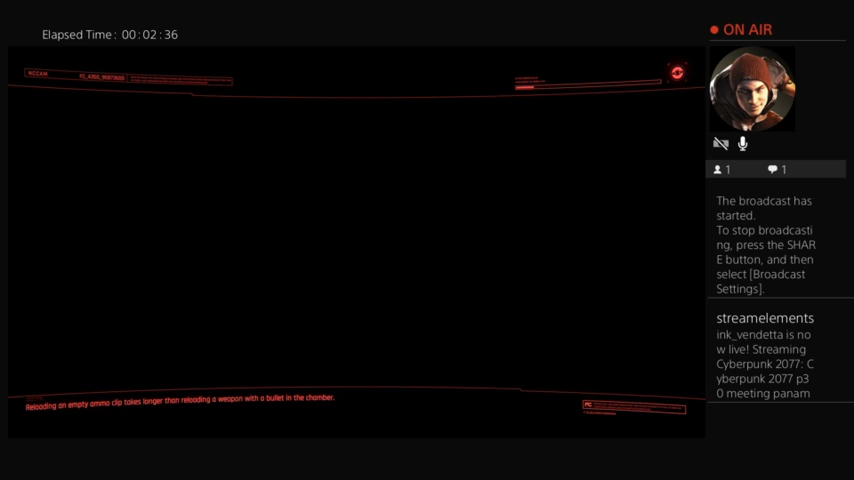 Elapsed Time: 00:02:36
ON AIR
NCCAM
1
1
The broadcast has
started.
To stop broadcasti
ng, press the SHAR
E button, and then
select [Broadcast
Settings].
streamelements
ink_vendetta is no
w live! Streaming
Cyberpunk 2077: C
yberpunk 2077 p3
0 meeting panam
Reloading an empty ammo clip takes longer than reloading a weapon with a bullet in the chamber.